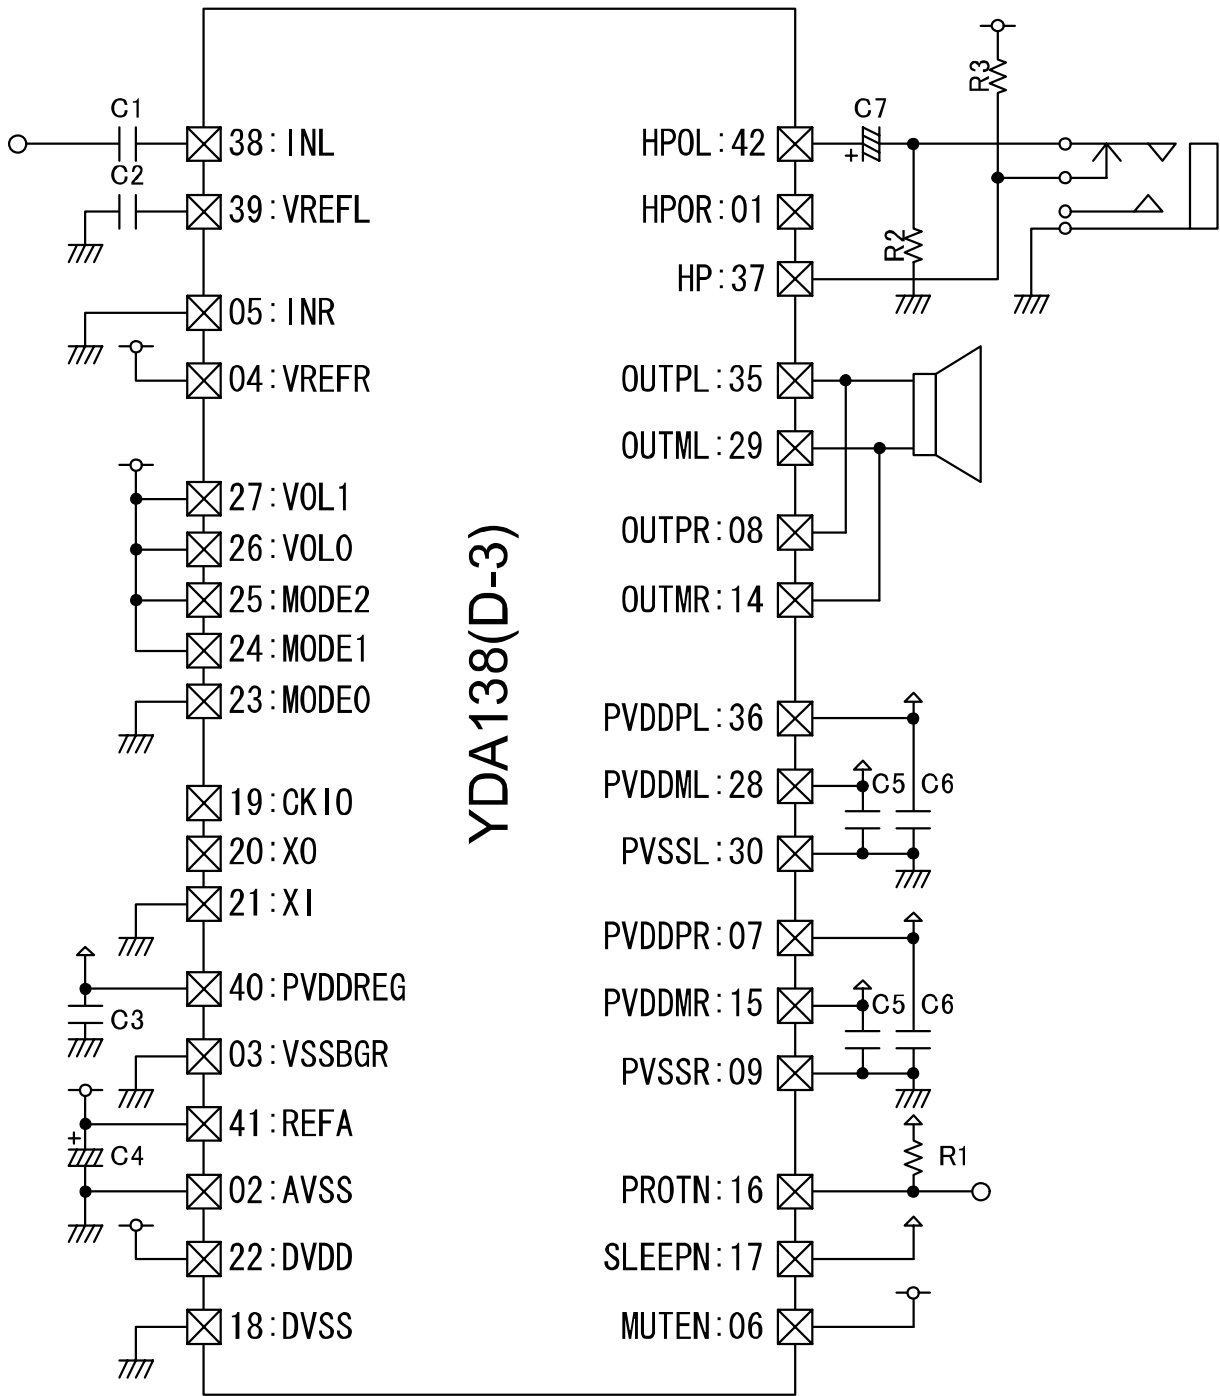 C1
38:INL
C2
39:VREFL
05:INR
04:VREFR
27:VOL1
26:VOL0
25:MODE2
24:MODE1
23:MODE0
19:CKIO
20:XO
21:XI
40:PVDDREG
C3
03:VSSBGR
41:REFA
+
C4
02:AVSS
22:DVDD
18:DVSS
YDA138(D-3)
R3
C7
HPOL:42
+
HPOR:01
R2
HP:37
OUTPL:35
OUTML:29
OUTPR:08
OUTMR:14
PVDDPL:36
PVDDML:28
C5
C6
PVSSL:30
PVDDPR:07
PVDDMR:15
C5
C6
PVSSR:09
R1
PROTN:16
SLEEPN:17
MUTEN:06